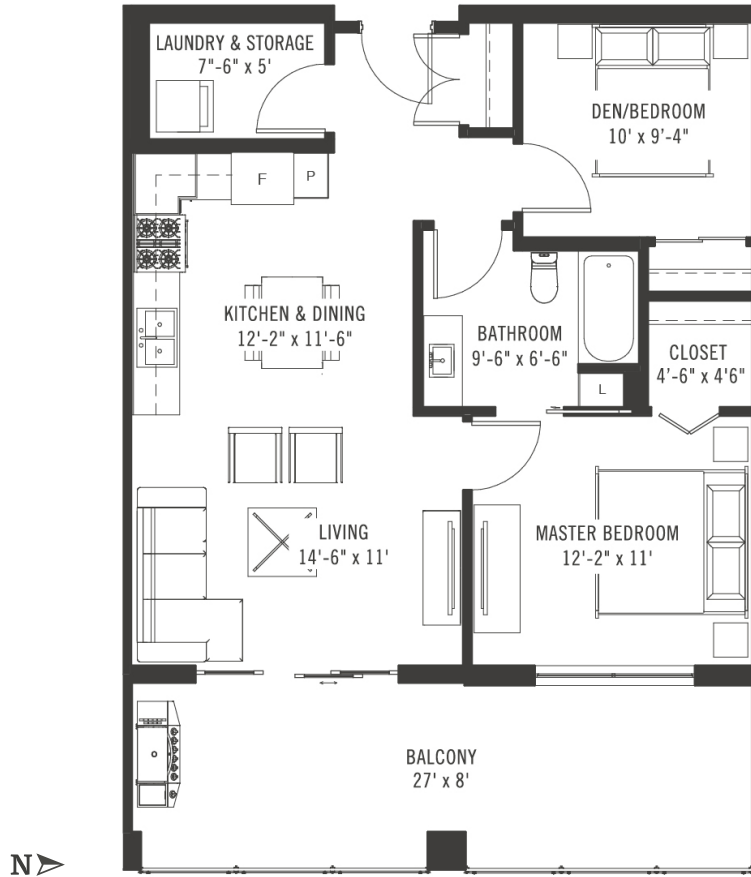 LAUNDRY & STORAGE
7"-6" x 5'
DEN/BEDROOM
10' x 9'-4"
F
P
KITCHEN & DINING
12'-2" x 11'-6"
BATHROOM
9'-6" x 6'-6"
CLOSET
4'-6" x 4'6"
L
LIVING
14'-6" x 11'
MASTER BEDROOM
12'-2" x 11'
BALCONY
27' x 8'
N